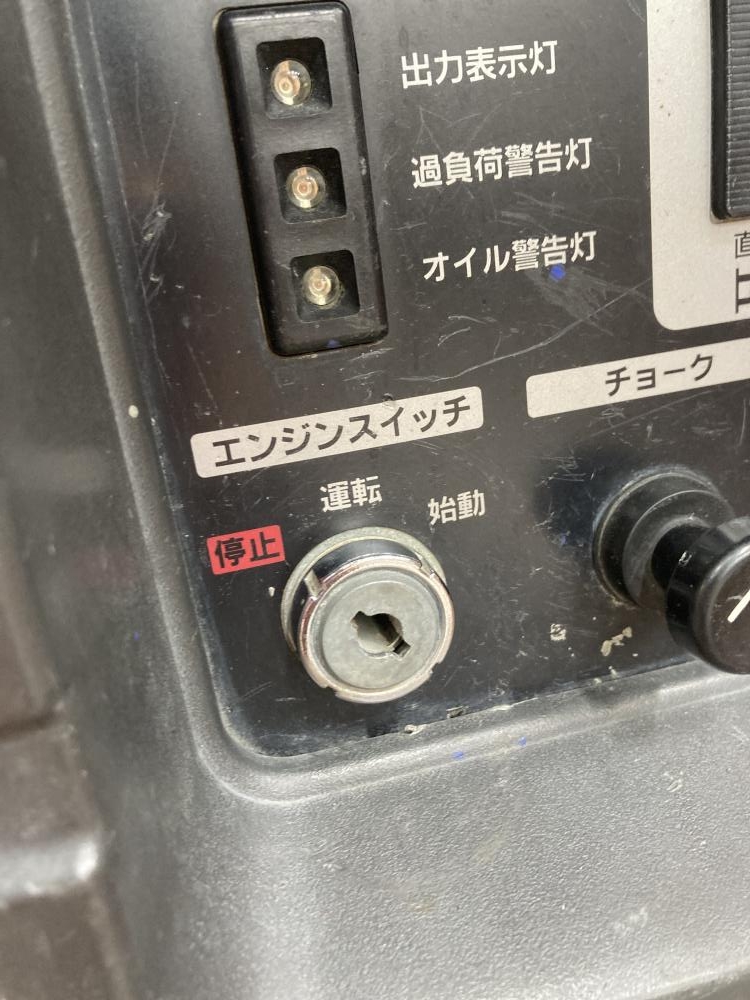 出力表示灯
過負荷警告灯
オイル警告灯
直
チョーク
エンジンスイッチ
運転
始動
停止